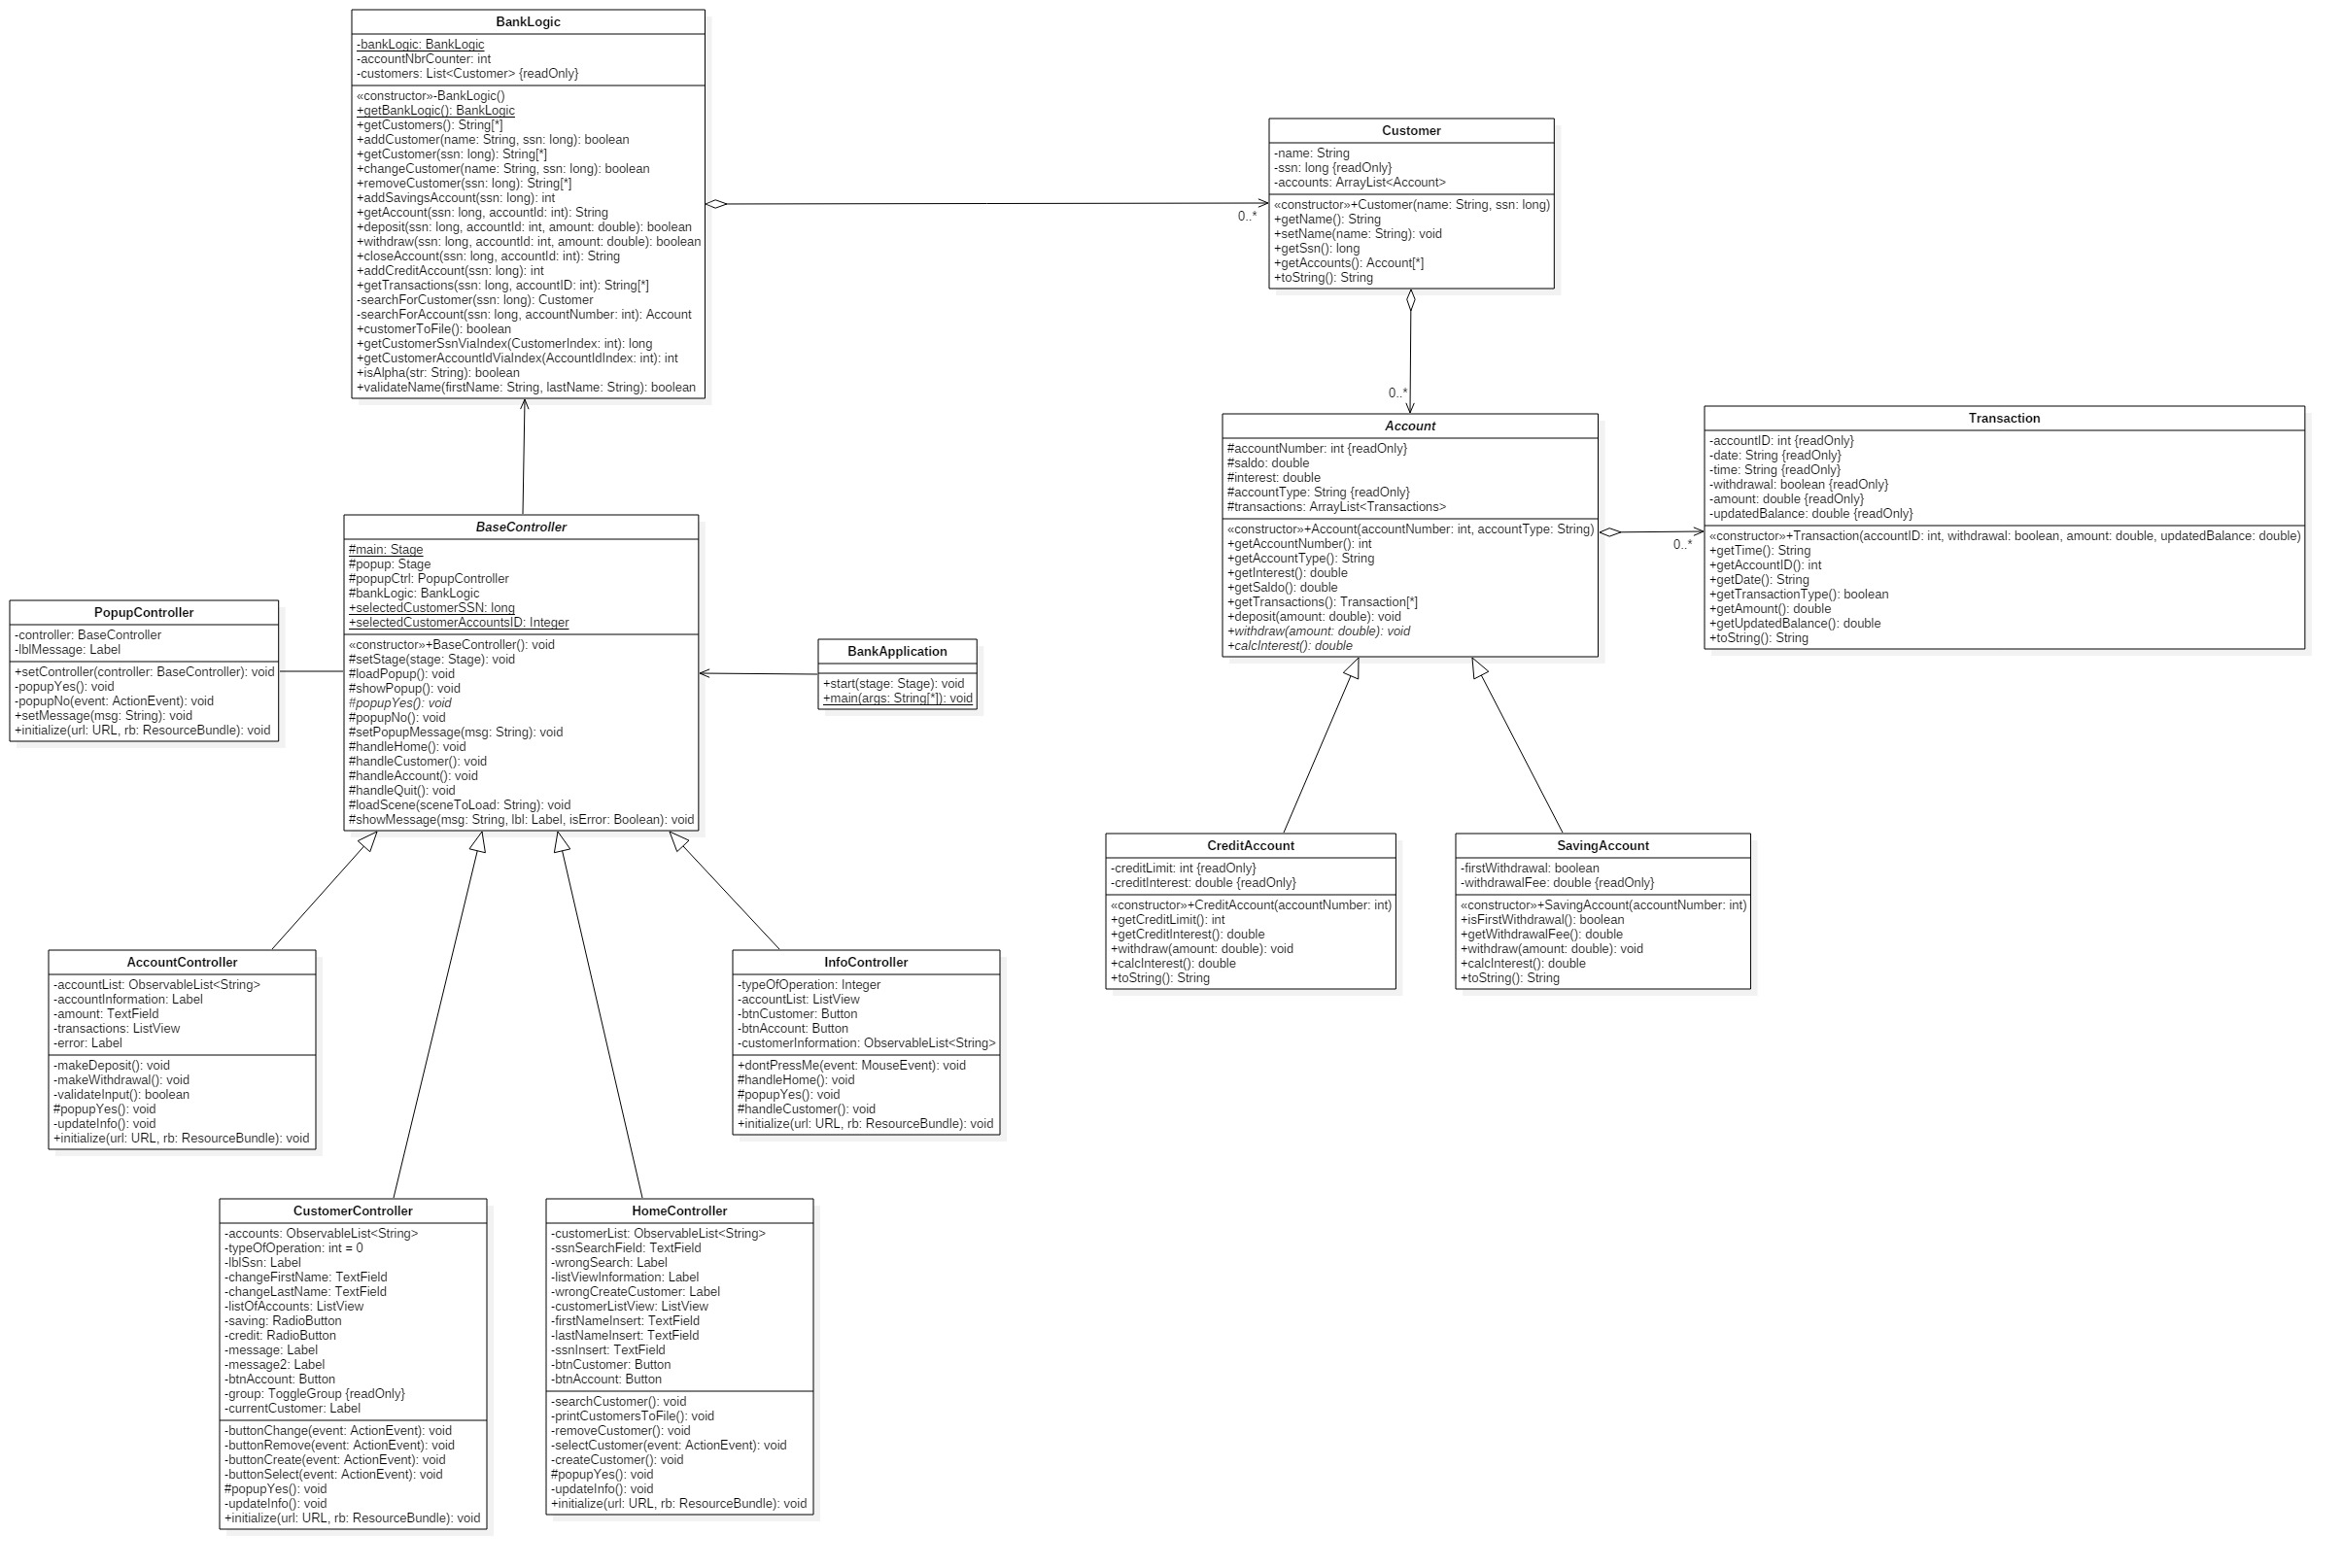 BankLogic
-bankLogic: BankLogic
-accountNbrCounter: int
-customers: List<Customer> {readOnly}
«constructor»-BankLogic()
+getBankLogic(): BankLogic
+getCustomers(): String[*]
+addCustomer(name: String, ssn: long): boolean
+getCustomer(ssn: long): String[*]
+changeCustomer(name: String, ssn: long): boolean
+removeCustomer(ssn: long): String[*]
+addSavingsAccount(ssn: long): int
+getAccount(ssn: long, accountId: int): String
+deposit(ssn: long, accountId: int, amount: double): boolean
+withdraw(ssn: long, accountId: int, amount: double): boolean
+closeAccount(ssn: long, accountId: int): String
+addCreditAccount(ssn: long): int
+getTransactions(ssn: long, accountID: int): String[*]
-searchForCustomer(ssn: long): Customer
-searchForAccount(ssn: long, accountNumber: int): Account
+customerToFile(): boolean
+getCustomerSsnViaIndex(CustomerIndex: int): long
+getCustomerAccountIdViaIndex(AccountIdIndex: int): int
+isAlpha(str: String): boolean
+validateName(firstName: String, lastName: String): boolean
0..*
Customer
-name: String
-ssn: long {readOnly}
-accounts: ArrayList<Account>
«constructor»+Customer(name: String, ssn: long)
+getName(): String
+setName(name: String): void
+getSsn(): long
+getAccounts(): Account[*]
+toString(): String
0..*
Account
#accountNumber: int {readOnly}
#saldo: double
#interest: double
#accountType: String {readOnly}
#transactions: ArrayList<Transactions>
«constructor»+Account(accountNumber: int, accountType: String)
+getAccountNumber(): int
+getAccountType(): String
+getInterest(): double
+getSaldo(): double
+getTransactions(): Transaction[*]
+deposit(amount: double): void
+withdraw(amount: double): void
+calcInterest(): double
0..*
Transaction
-accountID: int {readOnly}
-date: String {readOnly}
-time: String {readOnly}
-withdrawal: boolean {readOnly}
-amount: double {readOnly}
-updatedBalance: double {readOnly}
«constructor»+Transaction(accountID: int, withdrawal: boolean, amount: double, updatedBalance: double)
+getTime(): String
+getAccountID(): int
+getDate(): String
+getTransactionType(): boolean
+getAmount(): double
+getUpdatedBalance(): double
+toString(): String
BaseController
#main: Stage
#popup: Stage
#popupCtrl: PopupController
#bankLogic: BankLogic
+selectedCustomerSSN: long
+selectedCustomerAccountsID: Integer
«constructor»+BaseController(): void
#setStage(stage: Stage): void
#loadPopup(): void
#showPopup(): void
#popupYes(): void
#popupNo(): void
#setPopupMessage(msg: String): void
#handleHome(): void
#handleCustomer(): void
#handleAccount(): void
#handleQuit(): void
#loadScene(sceneToLoad: String): void
#showMessage(msg: String, lbl: Label, isError: Boolean): void
PopupController
-controller: BaseController
-lblMessage: Label
+setController(controller: BaseController): void
-popupYes(): void
-popupNo(event: ActionEvent): void
+setMessage(msg: String): void
+initialize(url: URL, rb: ResourceBundle): void
BankApplication
+start(stage: Stage): void
+main(args: String[*]): void
CreditAccount
-creditLimit: int {readOnly}
-creditInterest: double {readOnly}
«constructor»+CreditAccount(accountNumber: int)
+getCreditLimit(): int
+getCreditInterest(): double
+withdraw(amount: double): void
+calcInterest(): double
+toString(): String
SavingAccount
-firstWithdrawal: boolean
-withdrawalFee: double {readOnly}
«constructor»+SavingAccount(accountNumber: int)
+isFirstWithdrawal(): boolean
+getWithdrawalFee(): double
+withdraw(amount: double): void
+calcInterest(): double
+toString(): String
AccountController
-accountList: ObservableList<String>
-accountInformation: Label
-amount: TextField
-transactions: ListView
-error: Label
-makeDeposit(): void
-makeWithdrawal(): void
-validateInput(): boolean
#popupYes(): void
-updateInfo(): void
+initialize(url: URL, rb: ResourceBundle): void
InfoController
-typeOfOperation: Integer
-accountList: ListView
-btnCustomer: Button
-btnAccount: Button
-customerInformation: ObservableList<String>
+dontPressMe(event: MouseEvent): void
#handleHome(): void
#popupYes(): void
#handleCustomer(): void
+initialize(url: URL, rb: ResourceBundle): void
CustomerController
-accounts: ObservableList<String>
-typeOfOperation: int = 0
-lblSsn: Label
-changeFirstName: TextField
-changeLastName: TextField
-listOfAccounts: ListView
-saving: RadioButton
-credit: RadioButton
-message: Label
-message2: Label
-btnAccount: Button
-group: ToggleGroup {readOnly}
-currentCustomer: Label
-buttonChange(event: ActionEvent): void
-buttonRemove(event: ActionEvent): void
-buttonCreate(event: ActionEvent): void
-buttonSelect(event: ActionEvent): void
#popupYes(): void
-updateInfo(): void
+initialize(url: URL, rb: ResourceBundle): void
HomeController
-customerList: ObservableList<String>
-ssnSearchField: TextField
-wrongSearch: Label
-listViewInformation: Label
-wrongCreateCustomer: Label
-customerListView: ListView
-firstNameInsert: TextField
-lastNameInsert: TextField
-ssnInsert: TextField
-btnCustomer: Button
-btnAccount: Button
-searchCustomer(): void
-printCustomersToFile(): void
-removeCustomer(): void
-selectCustomer(event: ActionEvent): void
-createCustomer(): void
#popupYes(): void
-updateInfo(): void
+initialize(url: URL, rb: ResourceBundle): void